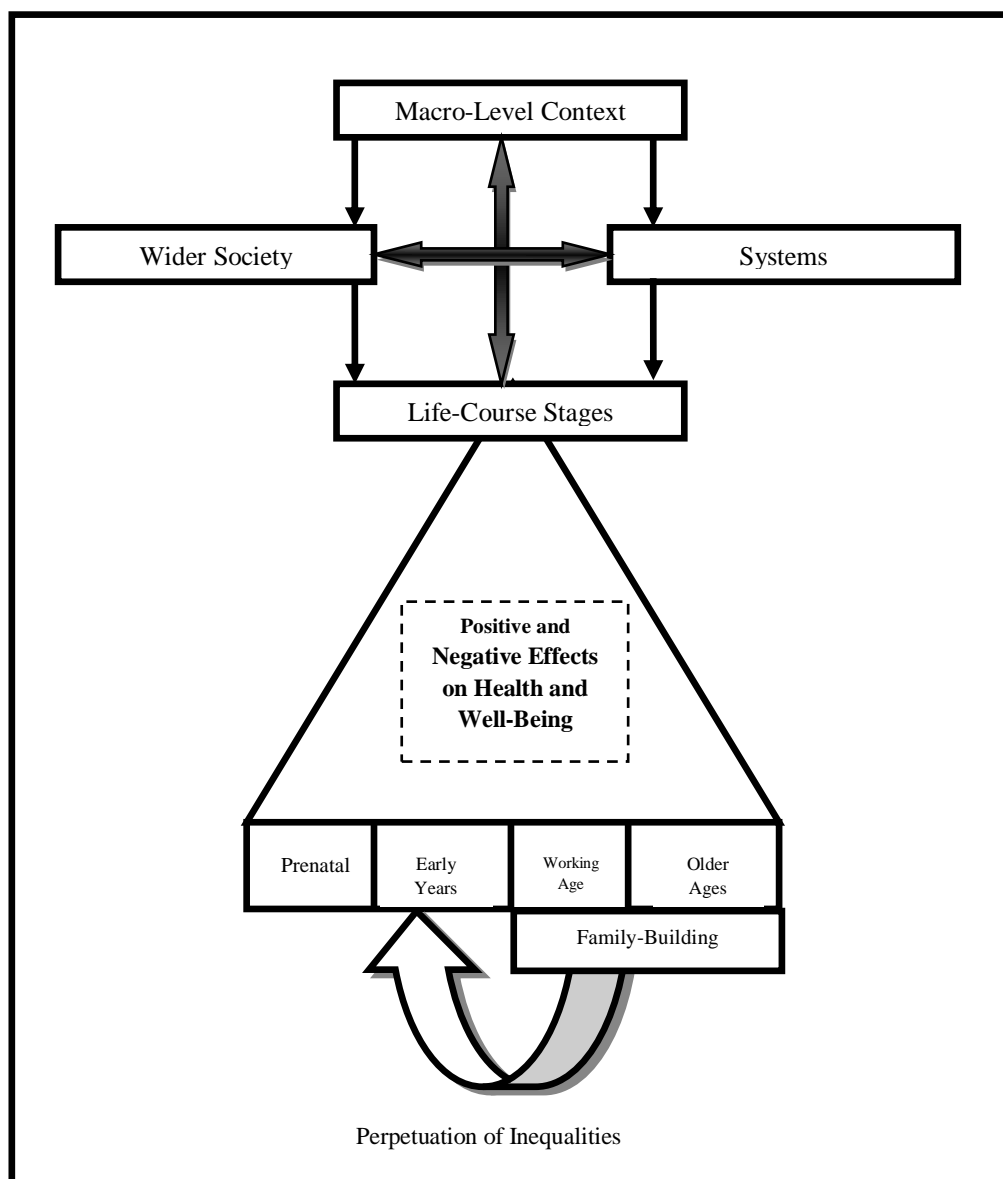 Macro-Level Context
Wider Society
Systems
Life-Course Stages
Positive and
Negative Effects
on Health and
Well-Being
Prenatal
Early
Years
Working
Age
Older
Ages
Family-Building
Perpetuation of Inequalities